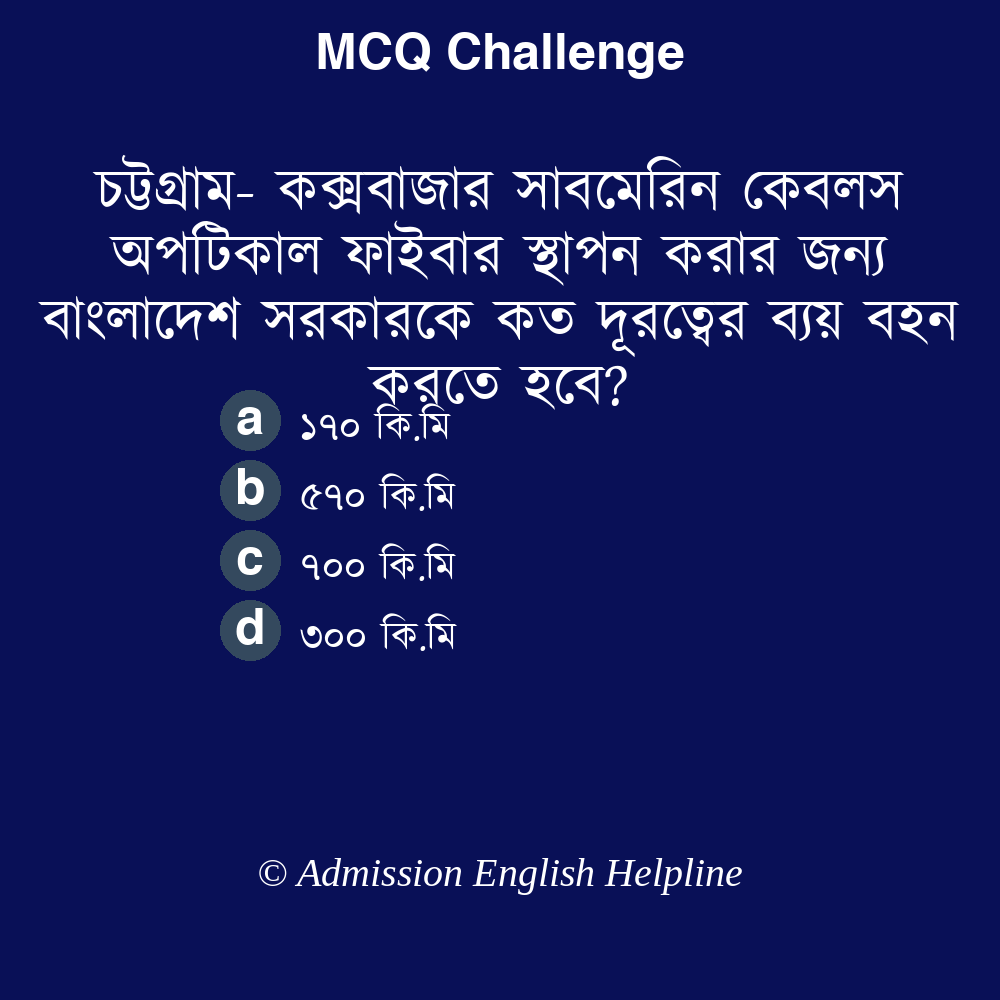 MCQ Challenge
চট্টগ্রাম- কক্সবাজার সাবমেরিন কেবলস
অপটিকাল ফাইবার স্থাপন করার জন্য
বাংলাদেশ সরকারকে কত দূরত্বের ব্যয় বহন
করতে হবে?
a ১৭০ কি.মি
b ৫৭০ কি.মি
c ৭০০ কি.মি
d ৩০০ কি.মি
© Admission English Helpline